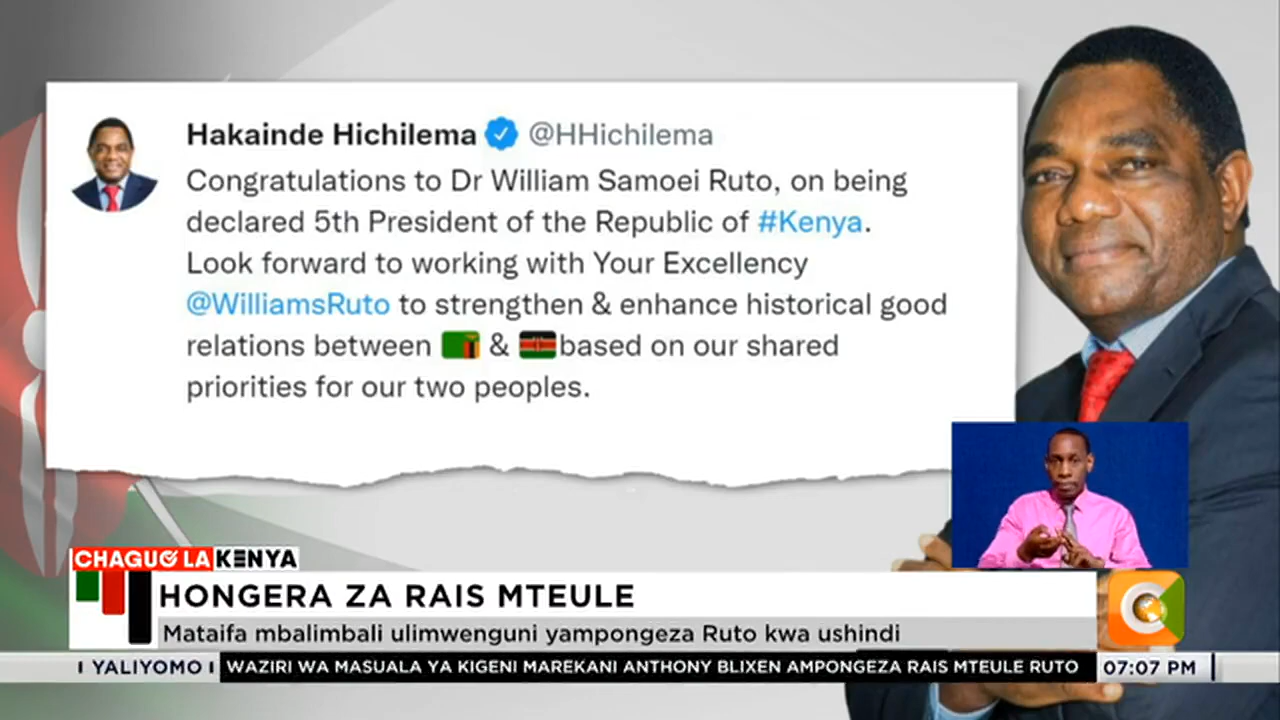 Hakainde Hichilema @HHichilema
Congratulations to Dr William Samoei Ruto, on being
declared 5th President of the Republic of #Kenya.
Look forward to working with Your Excellency
@WilliamsRuto to strengthen & enhance historical good
relations between 🇿🇲 & 🇰🇪 based on our shared
priorities for our two peoples.
CHAGUO LA KENYA
HONGERA ZA RAIS MTEULE
Mataifa mbalimbali ulimwenguni yampongeza Ruto kwa ushindi
YALIYOMO WAZIRI WA MASUALA YA KIGENI MAREKANI ANTHONY BLIXEN AMPONGEZA RAIS MTEULE RUTO 07:07 PM